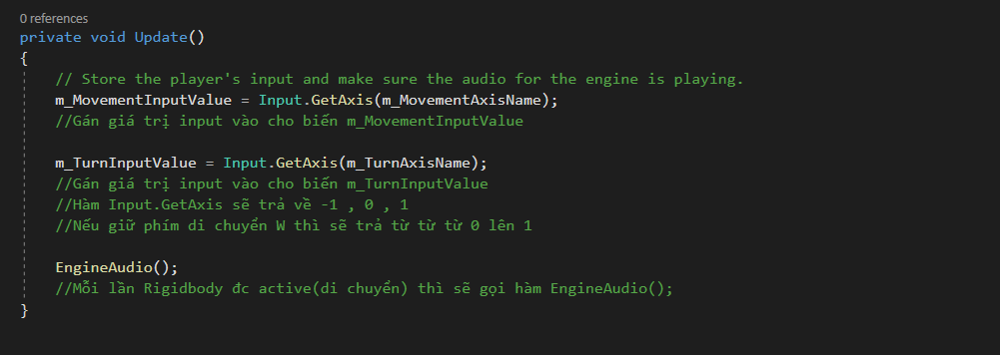 0 references
private void Update()
{
// Store the player's input and make sure the audio for the engine is playing.
m_MovementInputValue = Input.GetAxis(m_MovementAxisName);
//Gán giá trị input vào cho biến m_MovementInputValue
m_TurnInputValue = Input.GetAxis(m_TurnAxisName);
//Gán giá trị input vào cho biến m_TurnInputValue
//Hàm Input.GetAxis sẽ trả về -1 , 0 , 1
//Nếu giữ phím di chuyển W thì sẽ trả từ từ từ 0 lên 1
EngineAudio();
//Mỗi lần Rigidbody đc active(di chuyển) thì sẽ gọi hàm EngineAudio();
}